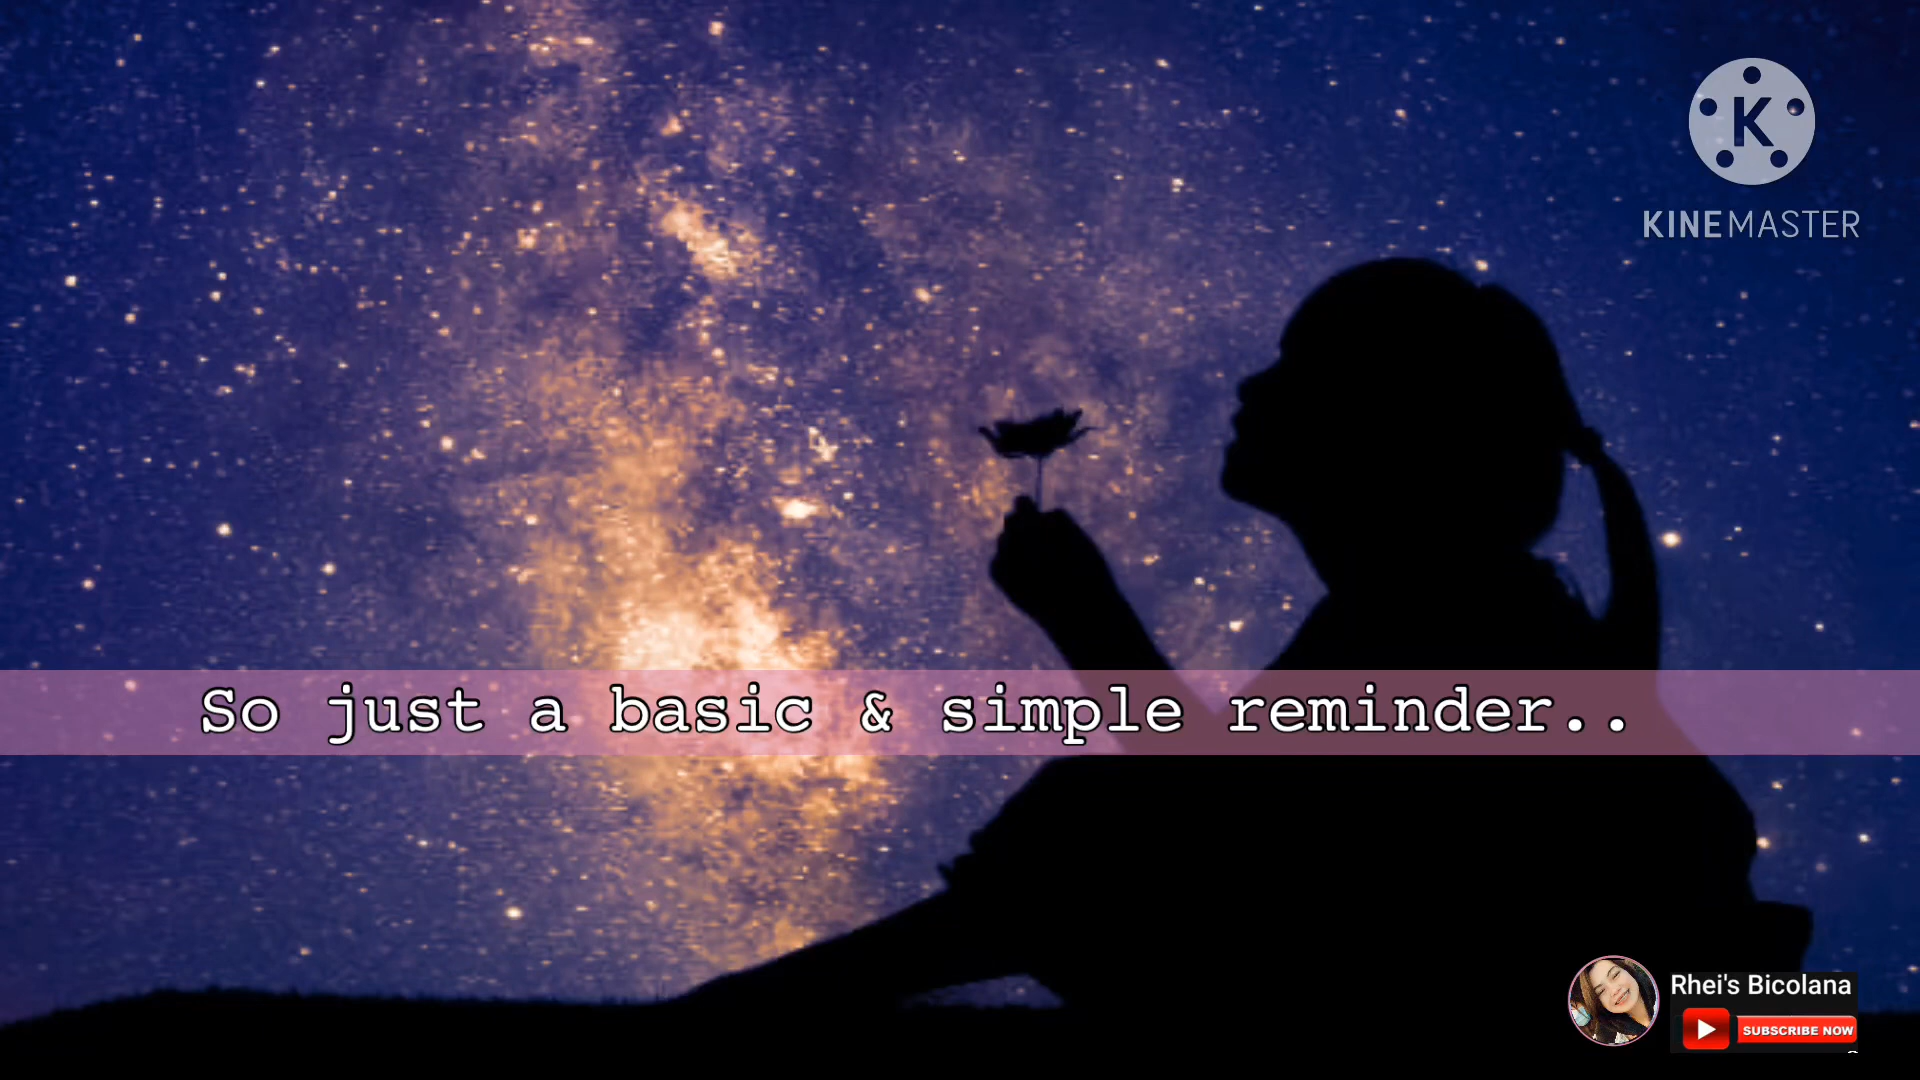 K
KINEMASTER
So just a basic & simple reminder..
Rhei's Bicolana
SUBSCRIBE NOW